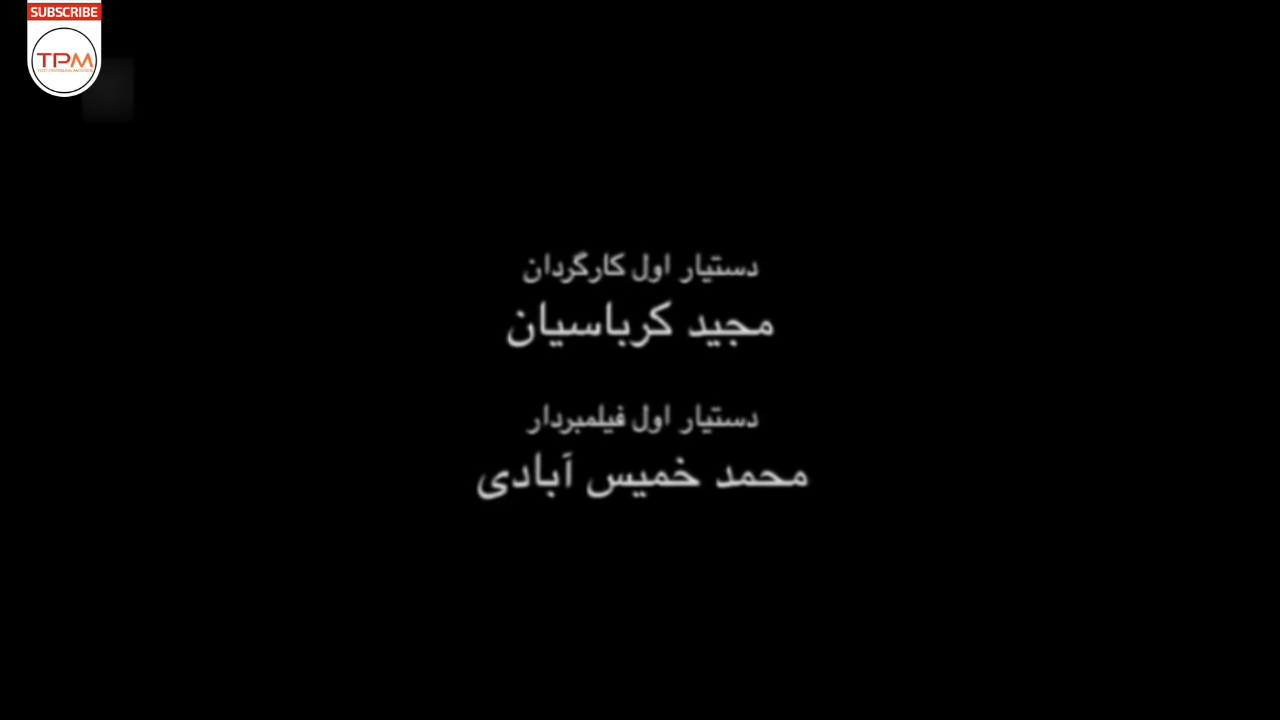 SUBSCRIBE
TPM
دستیار اول کارگردان
مجید کرباسیان
دستیار اول فیلمبردار
محمد خمیس آبادی